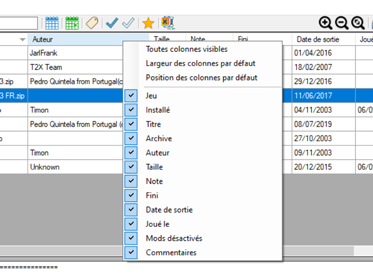 Auteur Taille Note Fini Date de sortie Joué
JarlFrank 01/04/2016
T2X Team 18/02/2007
.zip Pedro Quintela from Portugal(c 29/12/2016
3 FR.zip 11/06/2017
Timon 04/11/2003 06/0
Pedro Quintela from Portugal ( 08/07/2019
27/10/2003
Timon 09/11/2003
Unknown 20/12/2015 06/0
Toutes colonnes visibles
Largeur des colonnes par défaut
Position des colonnes par défaut
Jeu
Installé
Titre
Archive
Auteur
Taille
Note
Fini
Date de sortie
Joué le
Mods désactivés
Commentaires
===============